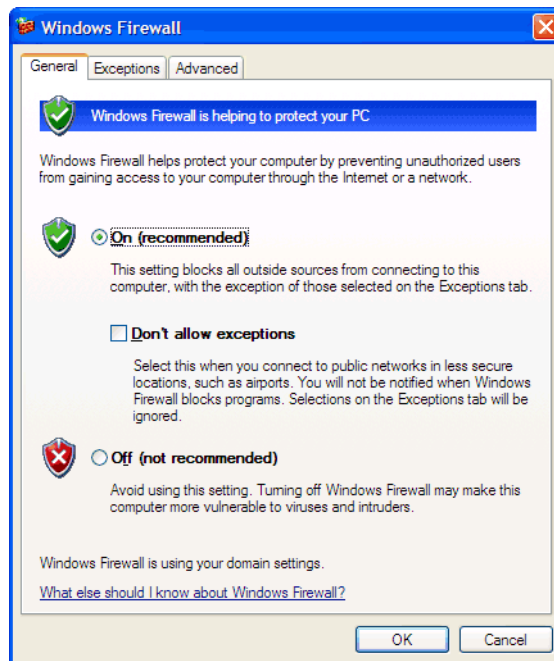 Windows Firewall
General
Exceptions
Advanced
Windows Firewall is helping to protect your PC
Windows Firewall helps protect your computer by preventing unauthorized users
from gaining access to your computer through the Internet or a network.
On (recommended)
This setting blocks all outside sources from connecting to this
computer, with the exception of those selected on the Exceptions tab.
Don't allow exceptions
Select this when you connect to public networks in less secure
locations, such as airports. You will not be notified when Windows
Firewall blocks programs. Selections on the Exceptions tab will be
ignored.
Off (not recommended)
Avoid using this setting. Turning off Windows Firewall may make this
computer more vulnerable to viruses and intruders.
Windows Firewall is using your domain settings.
What else should I know about Windows Firewall?
OK
Cancel